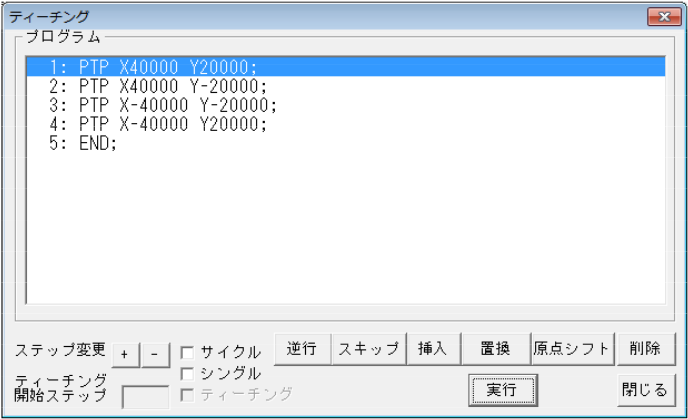 ティーチング
プログラム
1: PTP X40000 Y20000;
2: PTP X40000 Y-20000;
3: PTP X-40000 Y-20000;
4: PTP X-40000 Y20000;
5: END;
ステップ変更 + - サイクル 逆行 スキップ 挿入 置換 原点シフト 削除
シングル
ティーチング
開始ステップ
ティーチング 実行 閉じる